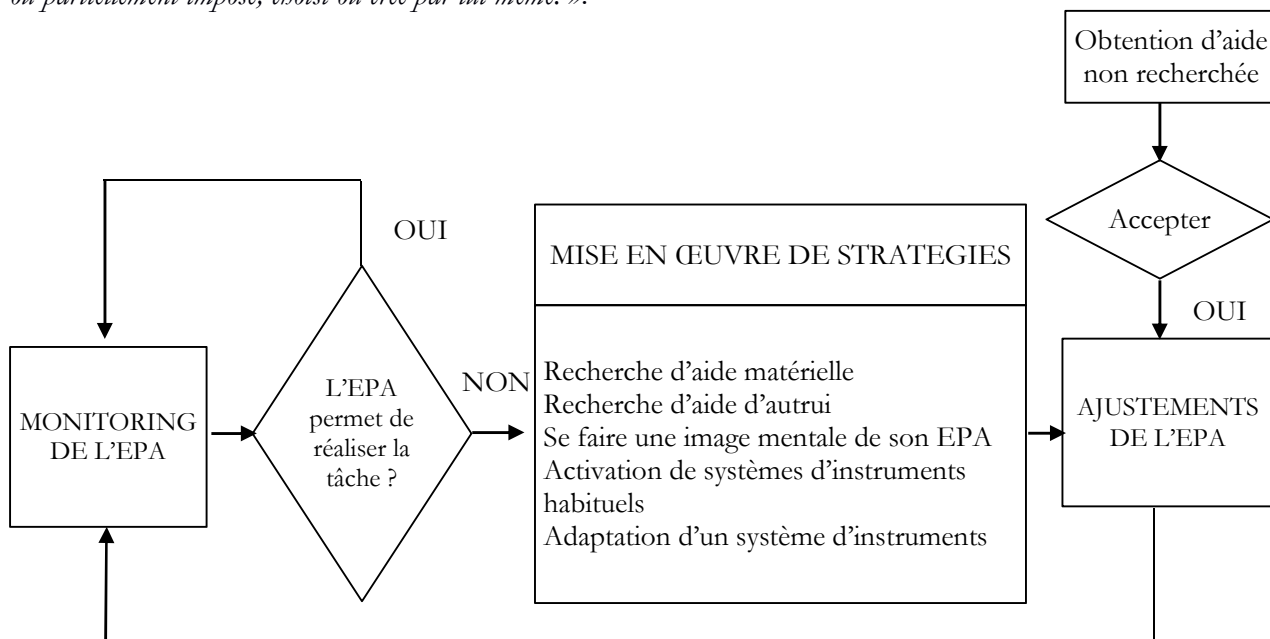 ou partiellement imposé, choisi ou créé par lui-même. ».
Obtention d'aide
non recherchée
Accepter
OUI
OUI
MISE EN ŒUVRE DE STRATEGIES
MONITORING
DE L'EPA
L'EPA
permet de
réaliser la
tâche ?
NON
Recherche d'aide matérielle
Recherche d'aide d'autrui
Se faire une image mentale de son EPA
Activation de systèmes d'instruments
habituels
Adaptation d'un système d'instruments
AJUSTEMENTS
DE L'EPA